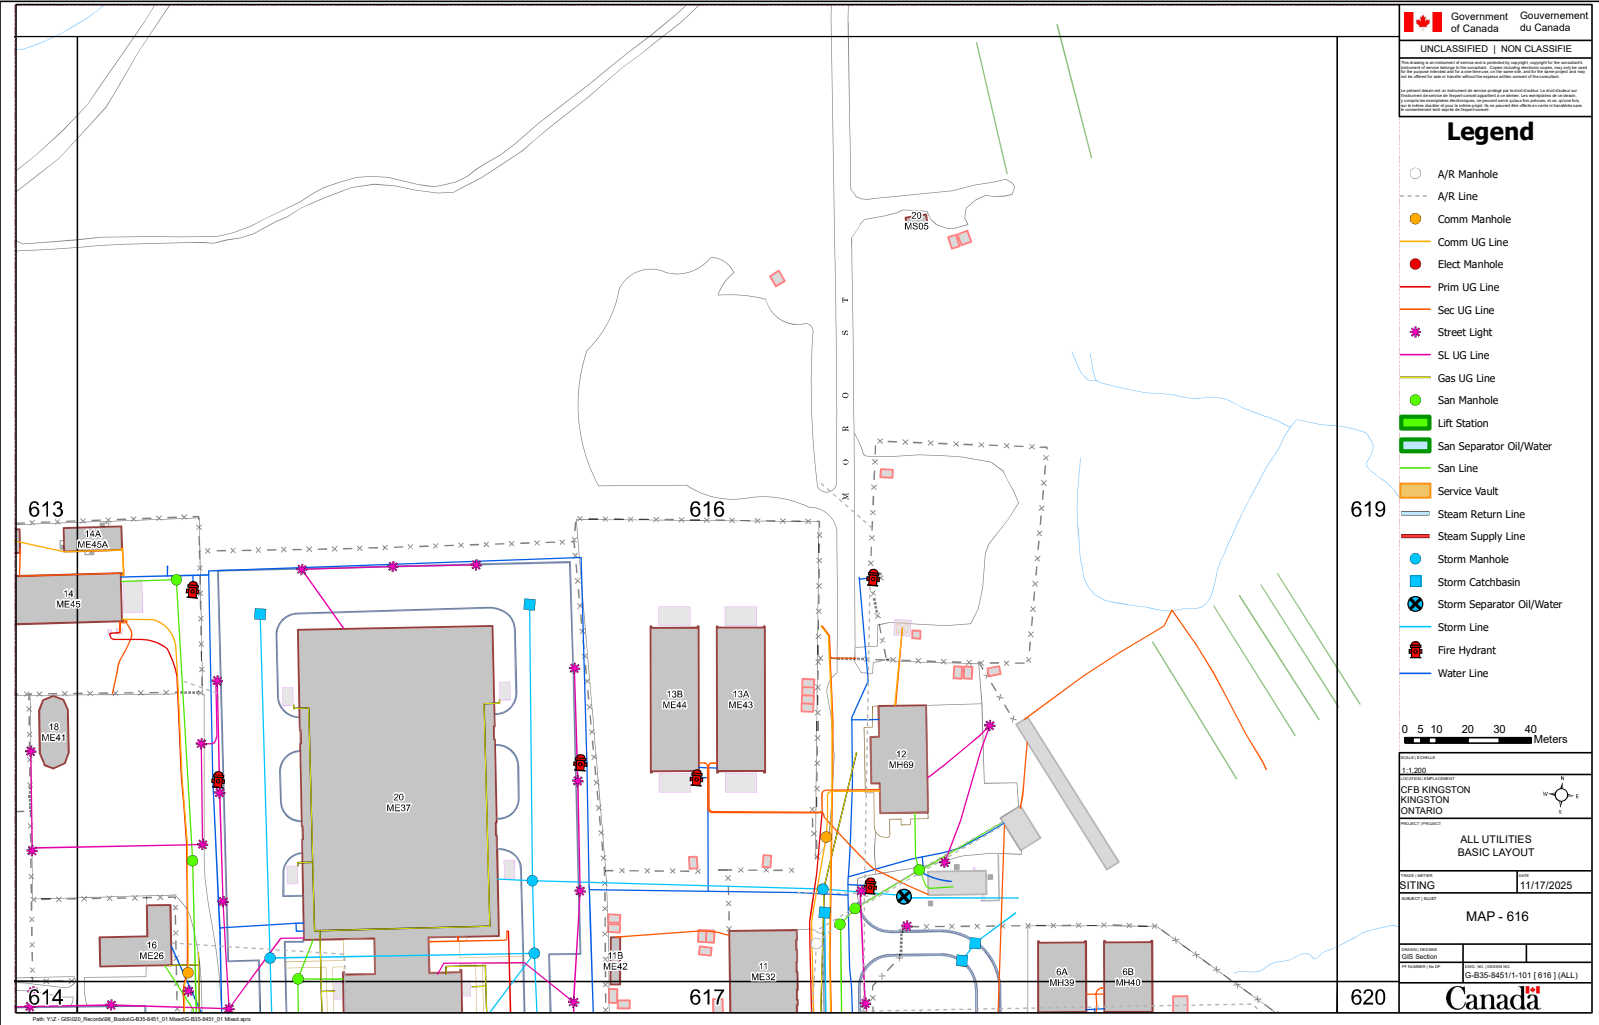 Government
of Canada
Gouvernement
du Canada
UNCLASSIFIED | NON CLASSIFIE
Legend
A/R Manhole
A/R Line
Comm Manhole
Comm UG Line
Elect Manhole
Prim UG Line
Sec UG Line
Street Light
SL UG Line
Gas UG Line
San Manhole
Lift Station
San Separator Oil/Water
San Line
Service Vault
Steam Return Line
Steam Supply Line
Storm Manhole
Storm Catchbasin
Storm Separator Oil/Water
Storm Line
Fire Hydrant
Water Line
0 5 10 20 30 40
Meters
1:1,200
CFB KINGSTON
KINGSTON
ONTARIO
N
W E
S
ALL UTILITIES
BASIC LAYOUT
SITING
DATE
11/17/2025
MAP - 616
GIS Section
G-B35-8451/1-101 [ 616 ] (ALL)
Canada
20
MS05
M O R O S T
613
616
619
14A
ME45A
14
ME45
18
ME41
13B
ME44
13A
ME43
12
MH69
20
ME37
16
ME26
11B
ME42
11
ME32
6A
MH39
6B
MH40
614
617
620